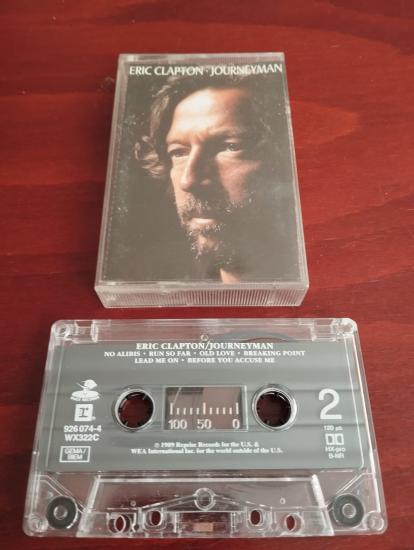 ERIC CLAPTON · JOURNEYMAN
ERIC CLAPTON/JOURNEYMAN
NO ALIBIS • RUN SO FAR • OLD LOVE • BREAKING POINT
LEAD ME ON • BEFORE YOU ACCUSE ME
r
926 074-4
WX322C
GEMA/
BIEM
100 50 0
2
120 µs
HX-pro
B-NR
℗ 1989 Reprise Records for the U.S. &
WEA International Inc. for the world outside of the U.S.